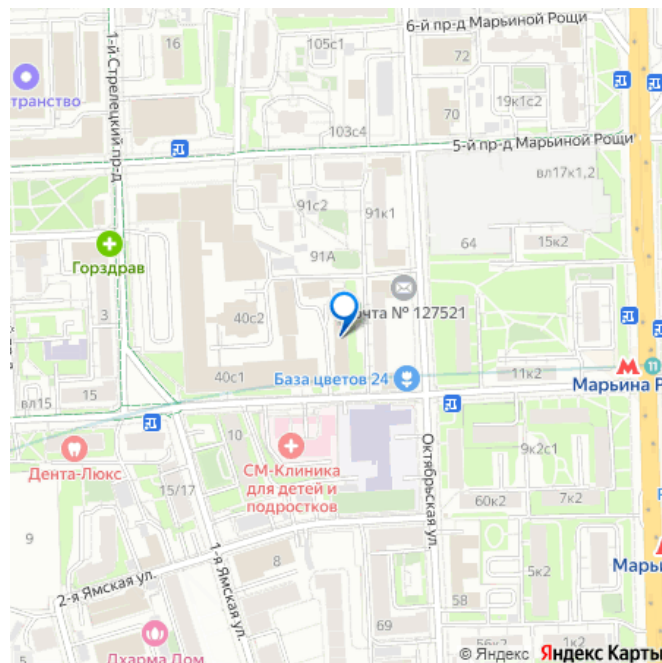 6-й пр-д Марьиной Рощи
105с1
16
72
1-й Стрелецкий пр-д
транство
19к1с2
70
103с4
5-й пр-д Марьиной Рощи
вл17к1,2
91с2
91к1
64
15к2
Горздрав
91А
чта № 127521
3
40с2
11к2
М
11
Марьина Р
40с1
База цветов 24
вл15
15
10
9к2с1
Дента-Люкс
СМ-Клиника
для детей и
подростков
Октябрьская ул.
15/17
60к2
7к2
9
8
1-я Ямская ул.
2-я Ямская ул.
5к2
Марь
58
69
Дхарма Дом
56к2
1к2
© Яндекс Яндекс Карты